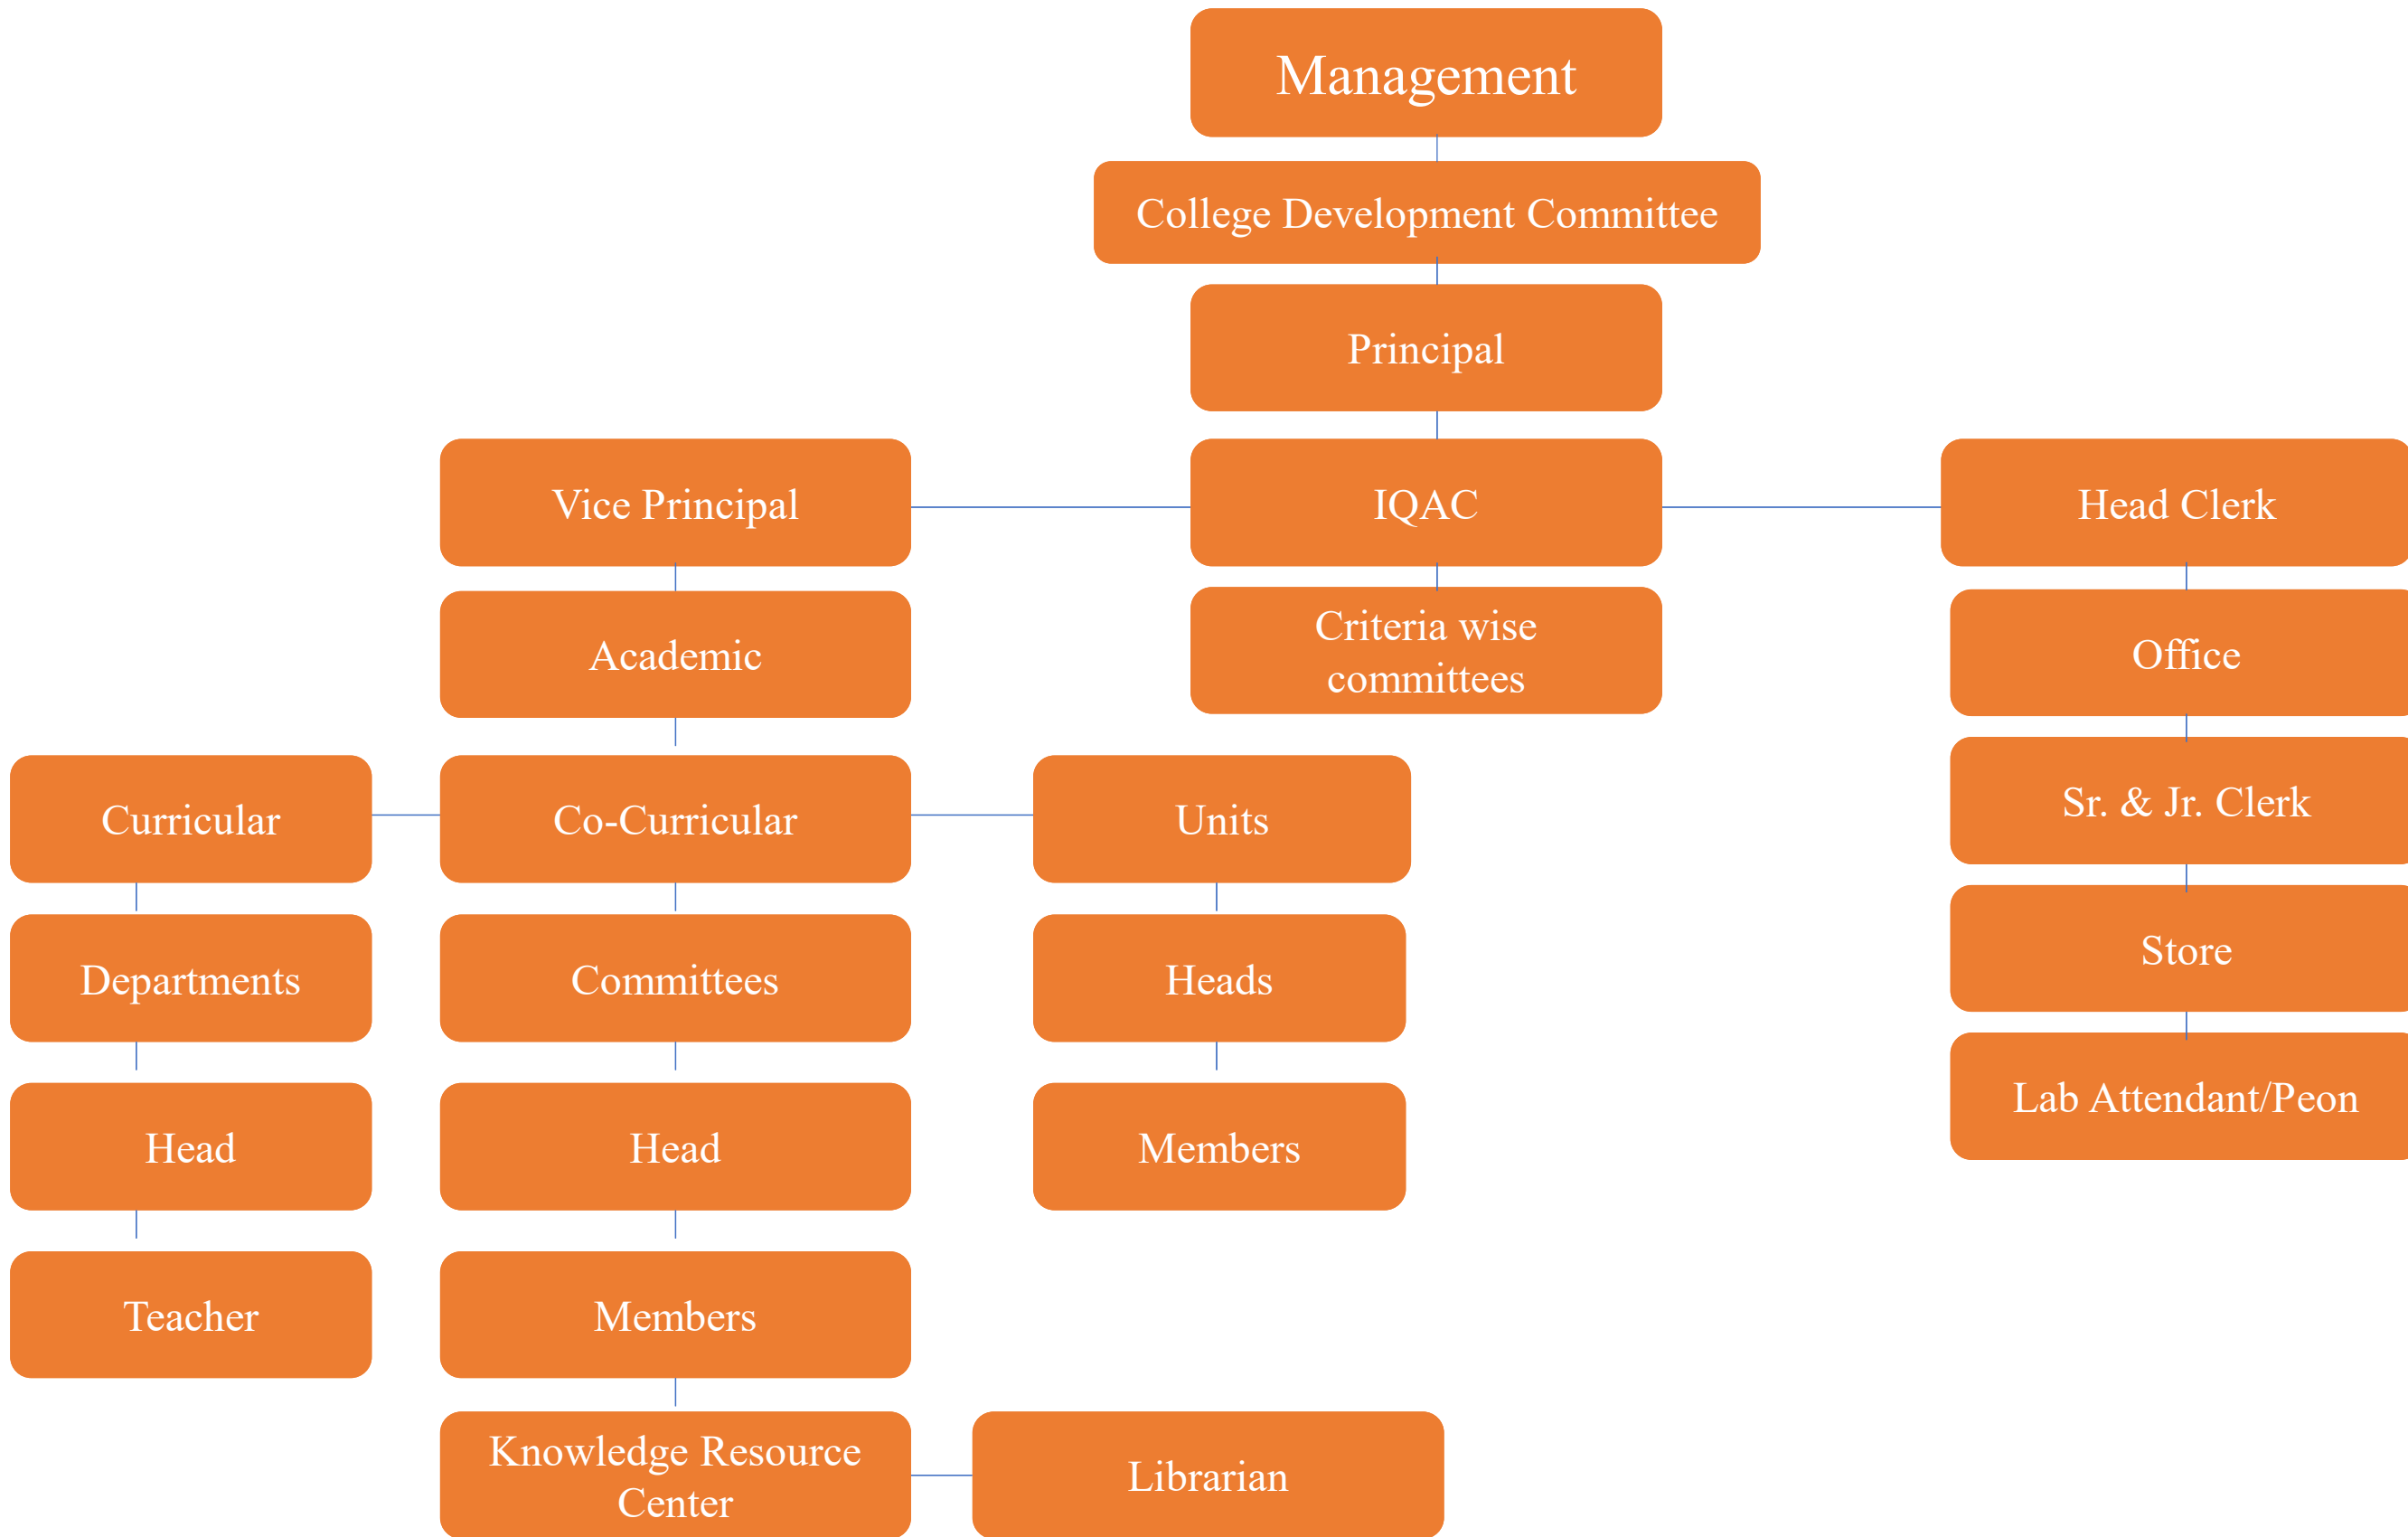 Management
College Development Committee
Principal
Vice Principal
IQAC
Head Clerk
Academic
Criteria wise
committees
Office
Curricular
Co-Curricular
Units
Sr. & Jr. Clerk
Departments
Committees
Heads
Store
Head
Head
Members
Lab Attendant/Peon
Teacher
Members
Knowledge Resource
Center
Librarian